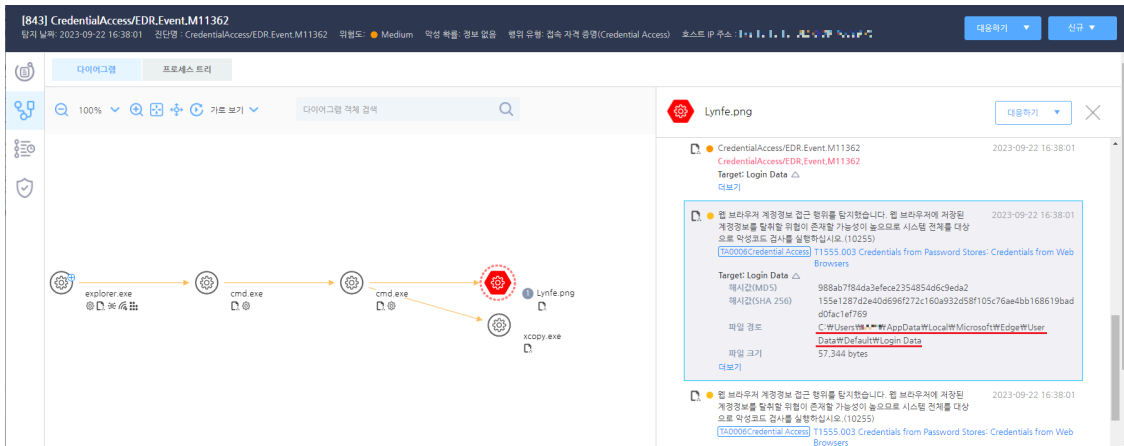 [843] CredentialAccess/EDR.Event.M11362
탐지 날짜: 2023-09-22 16:38:01 진단명 : CredentialAccess/EDR.Event.M11362 위험도: Medium 악성 확률: 정보 없음 행위 유형: 접속 자격 증명(Credential Access) 호스트 IP 주소 :
대응하기
신규
다이어그램
프로세스 트리
100%
가로 보기
다이어그램 객체 검색
explorer.exe
cmd.exe
cmd.exe
1 Lynfe.png
xcopy.exe
Lynfe.png
대응하기
CredentialAccess/EDR.Event.M11362 2023-09-22 16:38:01
CredentialAccess/EDR.Event.M11362
Target: Login Data
더보기
웹 브라우저 계정정보 접근 행위를 탐지했습니다. 웹 브라우저에 저장된 2023-09-22 16:38:01
계정정보를 탈취할 위험이 존재할 가능성이 높으므로 시스템 전체를 대상
으로 악성코드 검사를 실행하십시오.(10255)
TA0006Credential Access T1555.003 Credentials from Password Stores: Credentials from Web
Browsers
Target: Login Data
해시값(MD5) 988ab7f84da3efece2354854d6c9eda2
해시값(SHA 256) 155e1287d2e40d696f272c160a932d58f105c76ae4bb168619bad
d0fac1ef769
파일 경로 C:₩Users₩ ₩AppData₩Local₩Microsoft₩Edge₩User
Data₩Default₩Login Data
파일 크기 57,344 bytes
더보기
웹 브라우저 계정정보 접근 행위를 탐지했습니다. 웹 브라우저에 저장된 2023-09-22 16:38:01
계정정보를 탈취할 위험이 존재할 가능성이 높으므로 시스템 전체를 대상
으로 악성코드 검사를 실행하십시오.(10255)
TA0006Credential Access T1555.003 Credentials from Password Stores: Credentials from Web
Browsers